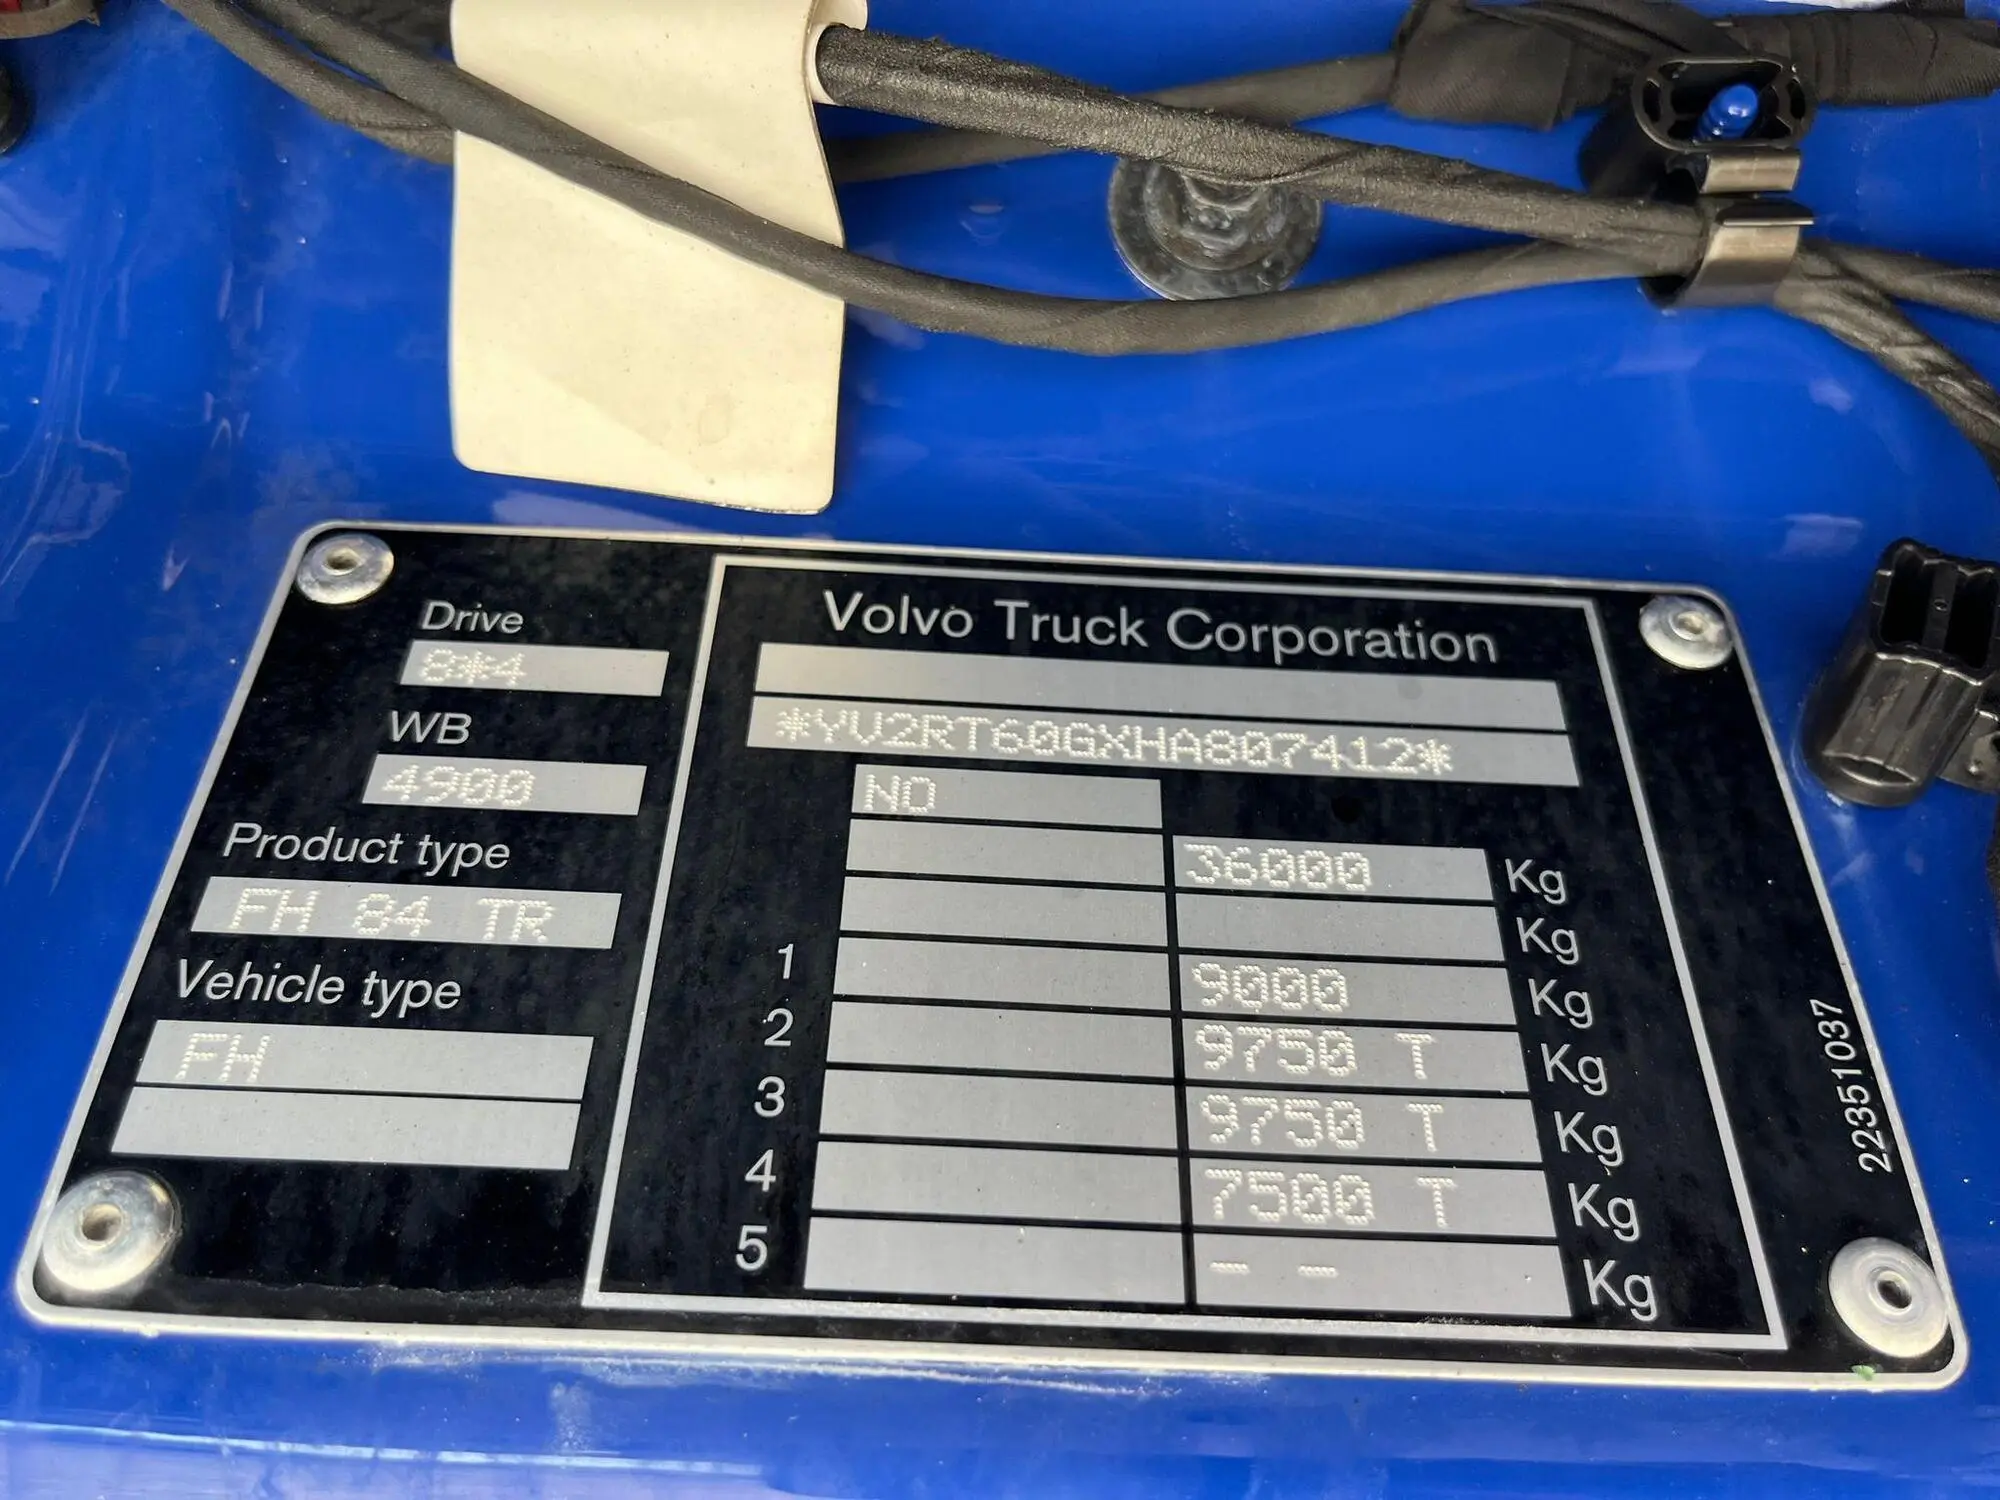 Drive
8*4
WB
4900
Product type
FH 84 TR
Vehicle type
FH
Volvo Truck Corporation
*YV2RT60GXHA807412*
NO
36000 Kg
Kg
1 9000 Kg
2 9750 T Kg
3 9750 T Kg
4 7500 T Kg
5 - - Kg
22351037